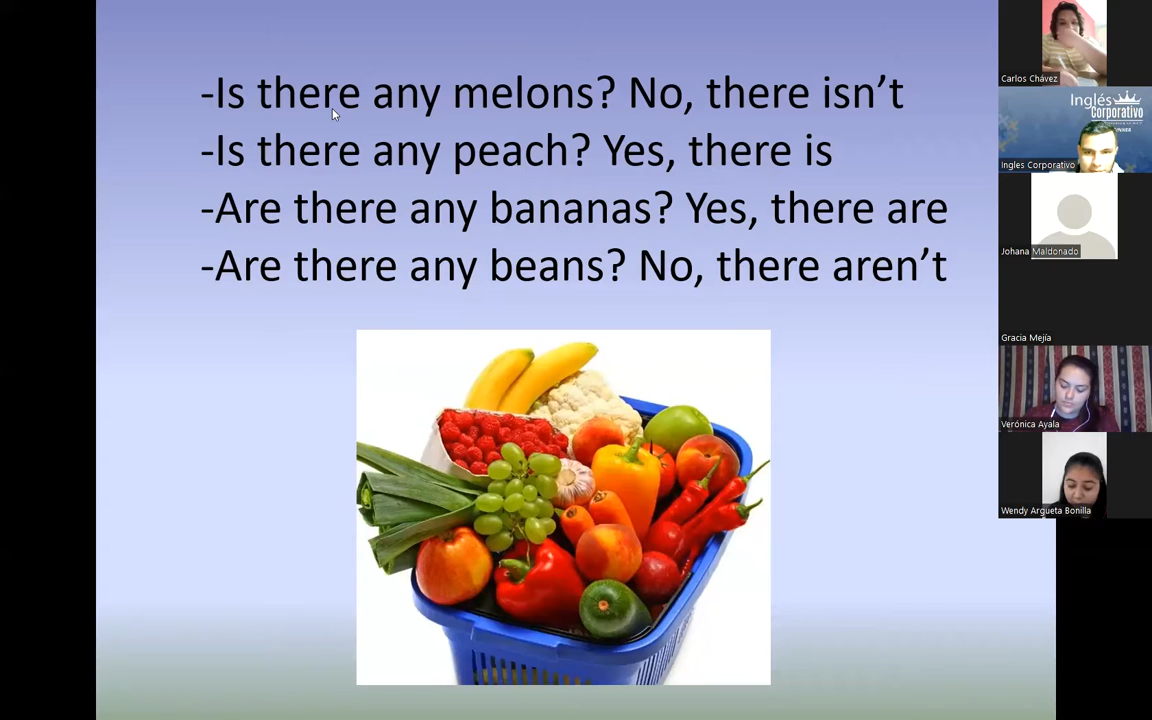 -Is there any melons? No, there isn't
-Is there any peach? Yes, there is
-Are there any bananas? Yes, there are
-Are there any beans? No, there aren't
Carlos Chávez
Inglés
Corporativo
Ingles Corporativo
Johana Maldonado
Gracia Mejía
Verónica Ayala
Wendy Argueta Bonilla